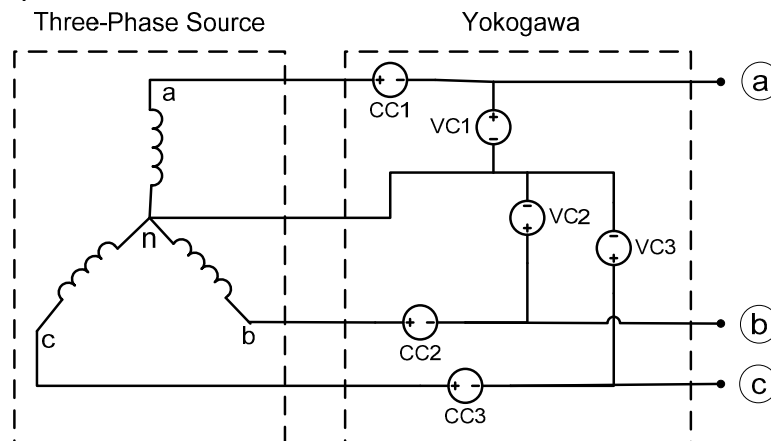 Three-Phase Source
Yokogawa
a
CC1
VC1
a
n
VC2
VC3
c
b
CC2
b
CC3
c